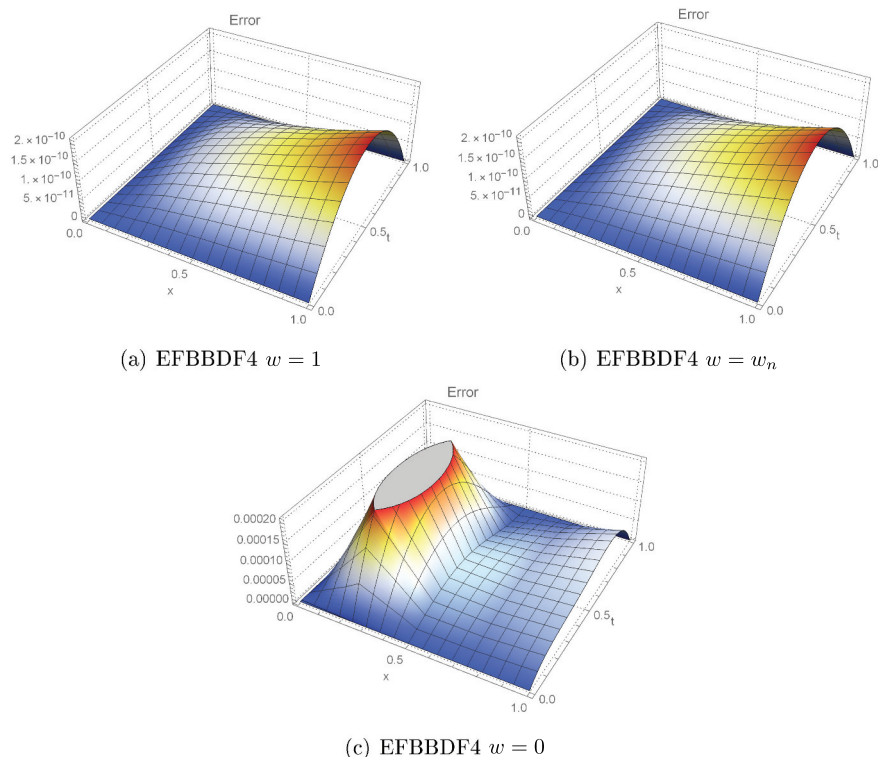 Error
2. × 10⁻¹⁰
1.5 × 10⁻¹⁰
1. × 10⁻¹⁰
5. × 10⁻¹¹
0
0.0
0.5
x
1.0
0.0
0.5
t
1.0
(a) EFBBDF4 w = 1
Error
2. × 10⁻¹⁰
1.5 × 10⁻¹⁰
1. × 10⁻¹⁰
5. × 10⁻¹¹
0
0.0
0.5
x
1.0
0.0
0.5
t
1.0
(b) EFBBDF4 w = wₙ
Error
0.00020
0.00015
0.00010
0.00005
0.00000
0.0
0.5
x
1.0
0.0
0.5
t
1.0
(c) EFBBDF4 w = 0